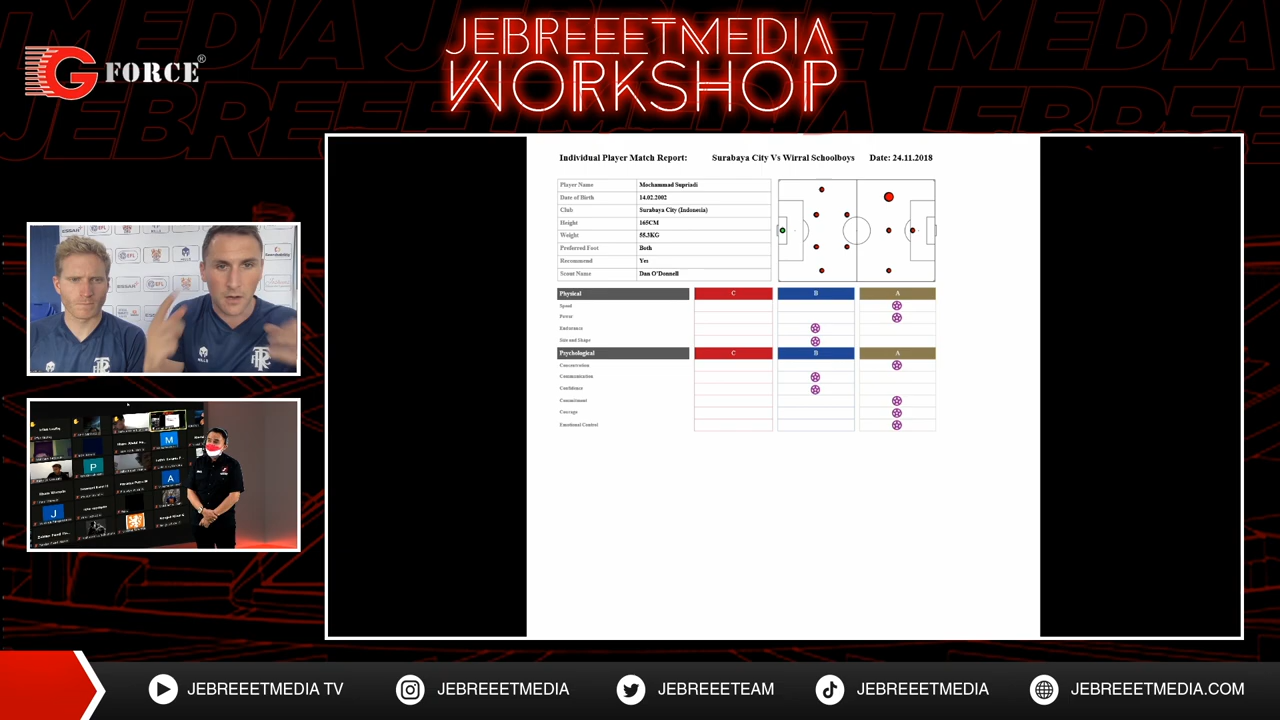 JEBREEETMEDIA
WORKSHOP
G FORCE®
Individual Player Match Report: Surabaya City Vs Wirral Schoolboys Date: 24.11.2018
Player Name Mochammad Supriadi
Date of Birth 14.02.2002
Club Surabaya City (Indonesia)
Height 165CM
Weight 55.3KG
Preferred Foot Both
Recommend Yes
Scout Name Dan O'Donnell
Physical C B A
Speed
Power
Endurance
Size and Shape
Psychological C B A
Concentration
Communication
Confidence
Commitment
Courage
Emotional Control
EFL
EFL
M
P
A
J
JEBREEETMEDIA TV JEBREEETMEDIA JEBREEETEAM JEBREEETMEDIA JEBREEETMEDIA.COM